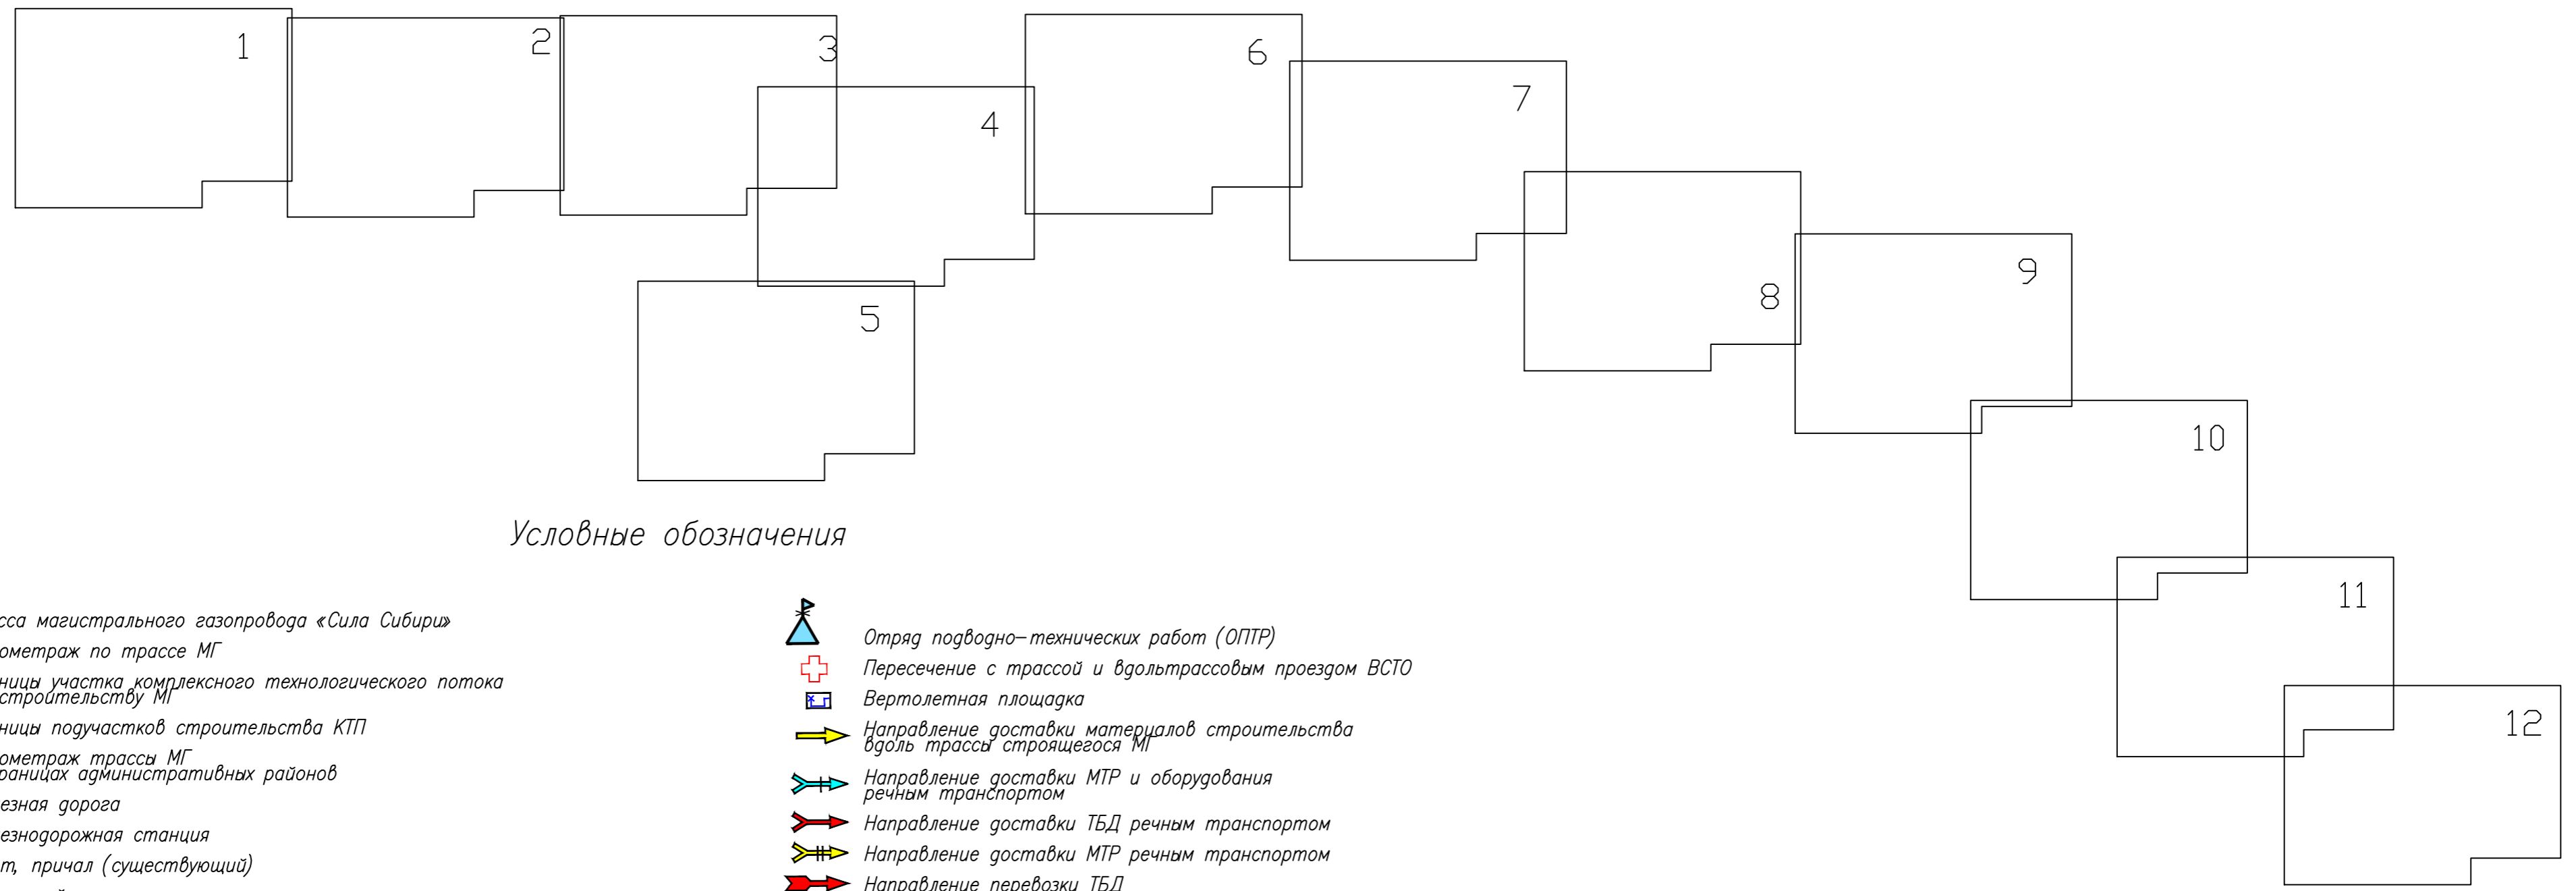 1
2
3
4
5
6
7
8
9
10
11
12
Условные обозначения
сса магистрального газопровода «Сила Сибири»
ометраж по трассе МГ
ницы участка комплексного технологического потока
строительству МГ
ницы подучастков строительства КТП
ометраж трассы МГ
раницах административных районов
езная дорога
езнодорожная станция
т, причал (существующий)
Отряд подводно-технических работ (ОПТР)
Пересечение с трассой и вдольтрассовым проездом ВСТО
Вертолетная площадка
Направление доставки материалов строительства
вдоль трассы строящегося МГ
Направление доставки МТР и оборудования
речным транспортом
Направление доставки ТБД речным транспортом
Направление доставки МТР речным транспортом
Направление перевозки ТБД